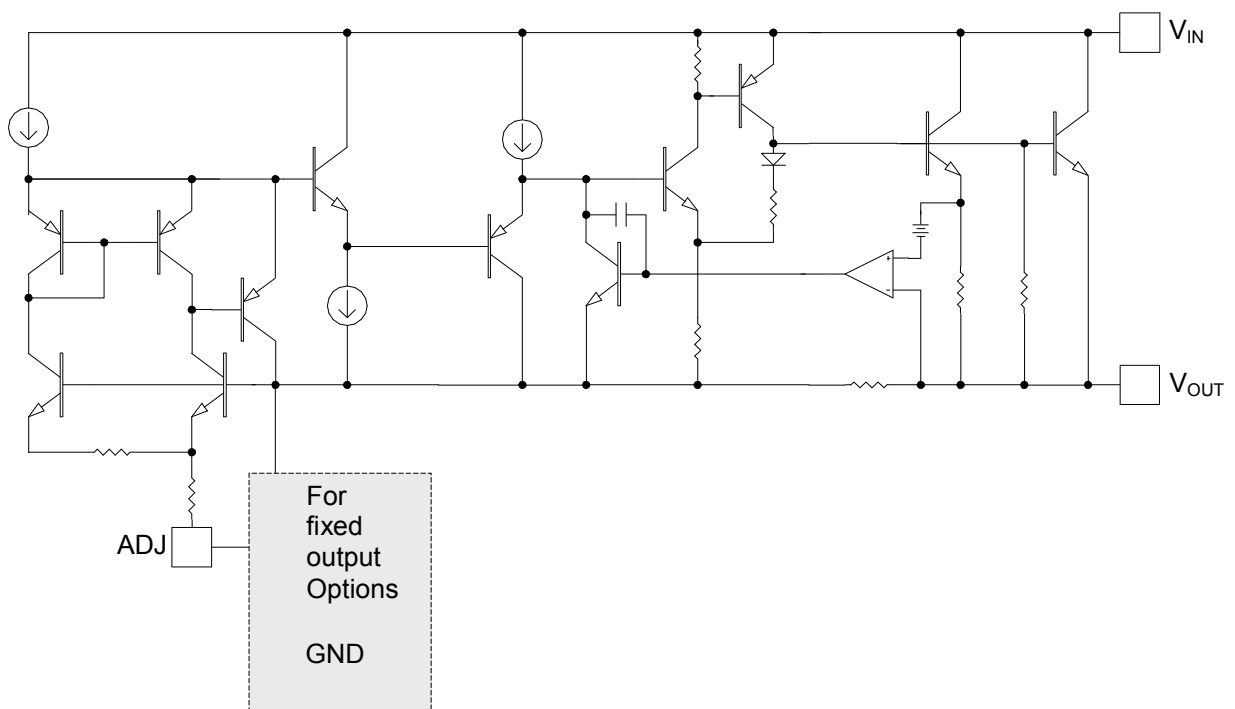 V_IN
V_OUT
ADJ
For
fixed
output
Options
GND
+
-